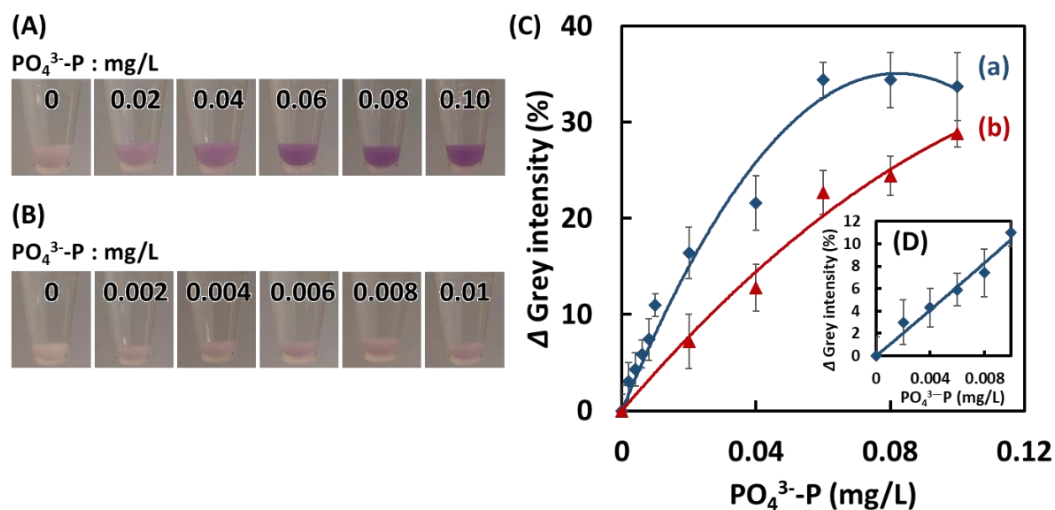 (A)
PO₄³⁻-P : mg/L
0 0.02 0.04 0.06 0.08 0.10
(B)
PO₄³⁻-P : mg/L
0 0.002 0.004 0.006 0.008 0.01
(C)
Δ Grey intensity (%)
40
30
20
10
0
(a)
(b)
0 0.04 0.08 0.12
PO₄³⁻-P (mg/L)
(D)
Δ Grey intensity (%)
12
10
8
6
4
2
0
0 0.004 0.008
PO₄³⁻-P (mg/L)